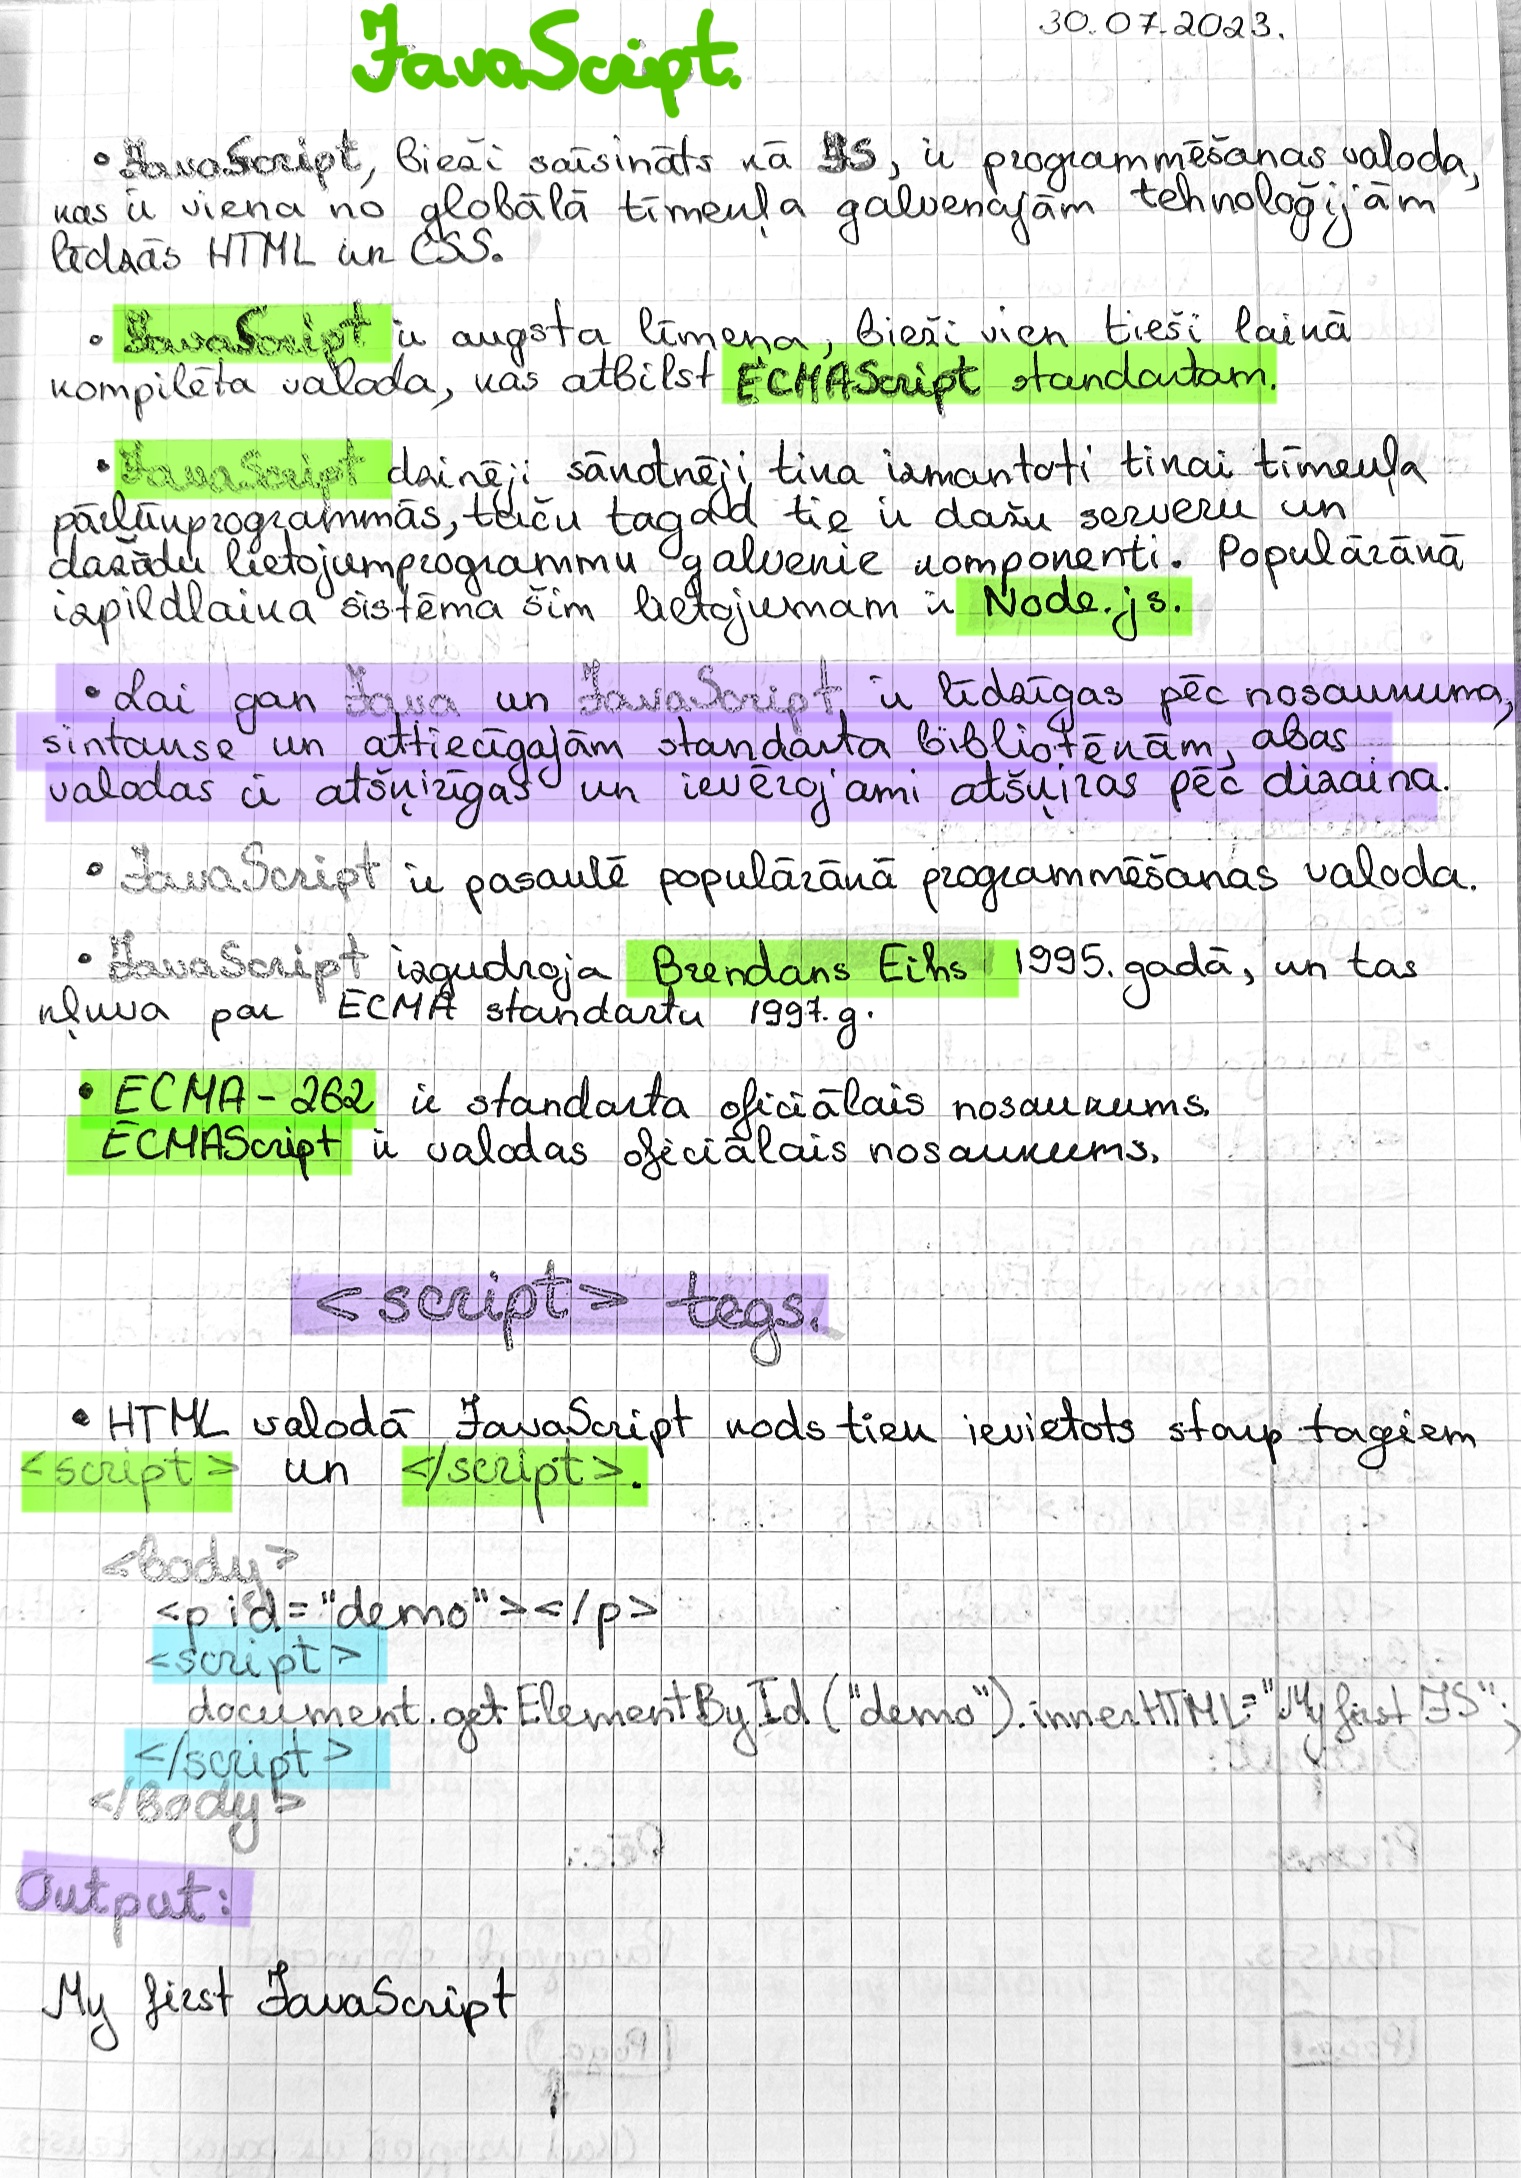 30.07.2023.
JavaScript.
• JavaScript, bieži saīsināts kā JS, ir programmēšanas valoda,
kas ir viena no globālā tīmekļa galvenajām tehnoloģijām
līdzās HTML un CSS.
• JavaScript ir augsta līmeņa, bieži vien tieši laikā
kompilēta valoda, kas atbilst ECMAScript standartam.
• JavaScript dzinēji sākotnēji tika izmantoti tikai tīmekļa
pārlūkprogrammās, taču tagad tie ir dažu serveru un
dažādu lietojumprogrammu galvenie komponenti. Populārākā
izpildlaika sistēma šim lietojumam ir Node.js.
• Lai gan Java un JavaScript ir līdzīgas pēc nosaukuma,
sintakse un attiecīgajām standarta bibliotēkām, abas
valodas ir atšķirīgas un ievērojami atšķiras pēc dizaina.
• JavaScript ir pasaulē populārākā programmēšanas valoda.
• JavaScript izgudroja Brendans Eihs 1995. gadā, un tas
kļuva par ECMA standartu 1997. g.
• ECMA-262 ir standarta oficiālais nosaukums.
ECMAScript ir valodas oficiālais nosaukums.
<script> tegs.
• HTML valodā JavaScript kods tiek ievietots starp tagiem
<script> un </script>.
<body>
<p id="demo"></p>
<script>
document.getElementById("demo").innerHTML="My first JS";
</script>
</body>
Output:
My first JavaScript